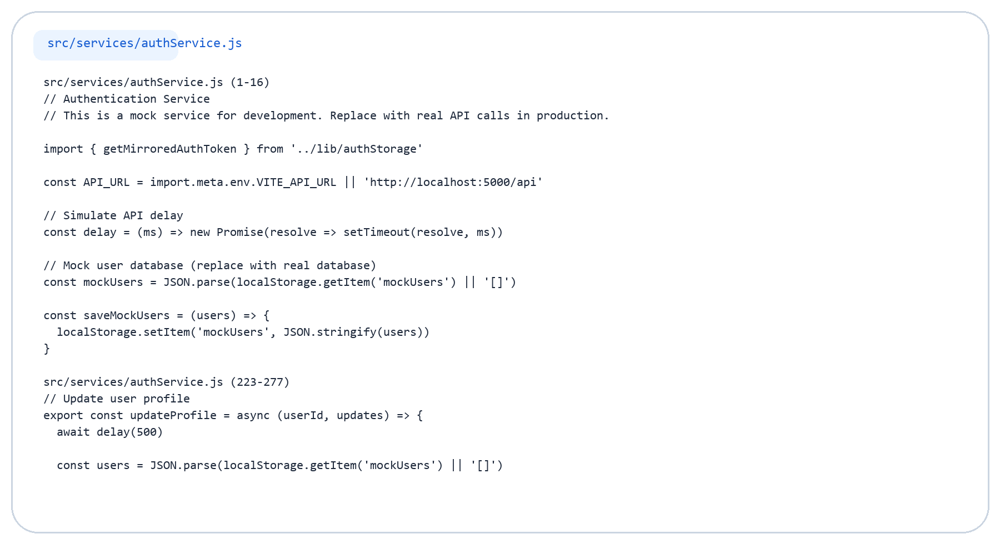 src/services/authService.js
src/services/authService.js (1-16)
// Authentication Service
// This is a mock service for development. Replace with real API calls in production.
import { getMirroredAuthToken } from '../lib/authStorage'
const API_URL = import.meta.env.VITE_API_URL || 'http://localhost:5000/api'
// Simulate API delay
const delay = (ms) => new Promise(resolve => setTimeout(resolve, ms))
// Mock user database (replace with real database)
const mockUsers = JSON.parse(localStorage.getItem('mockUsers') || '[]')
const saveMockUsers = (users) => {
  localStorage.setItem('mockUsers', JSON.stringify(users))
}
src/services/authService.js (223-277)
// Update user profile
export const updateProfile = async (userId, updates) => {
  await delay(500)
  const users = JSON.parse(localStorage.getItem('mockUsers') || '[]')